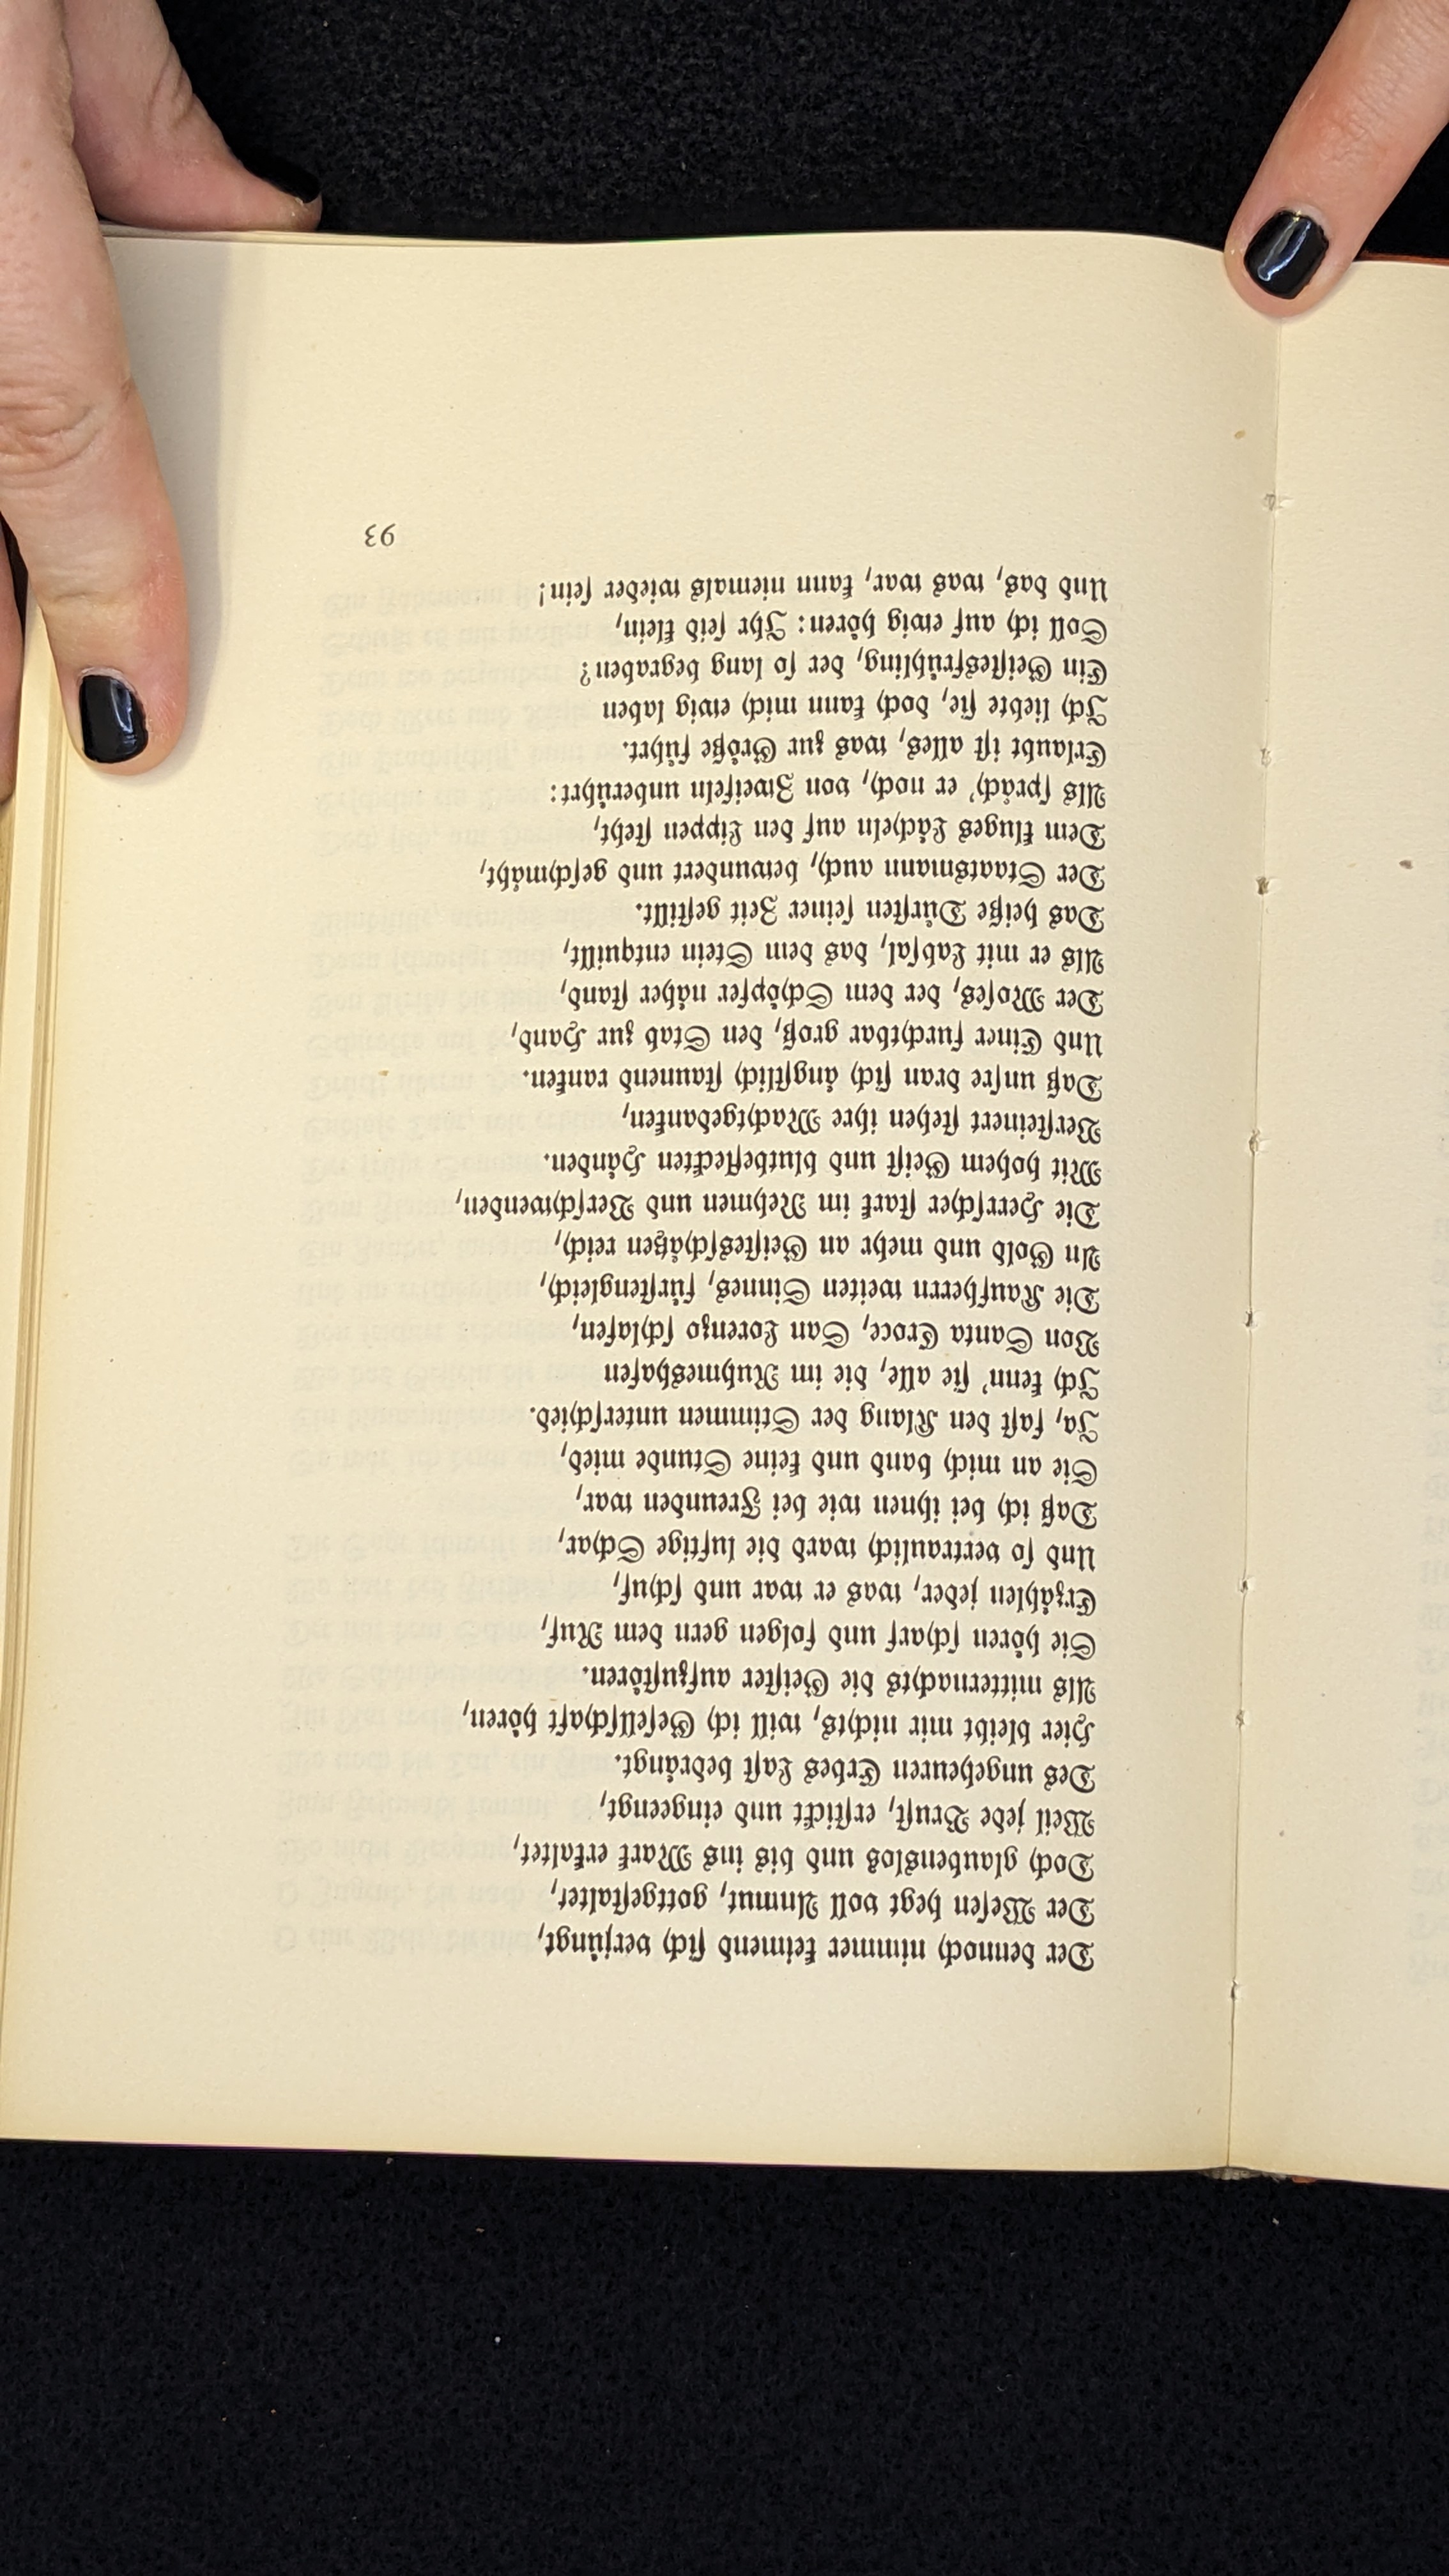 Der dennoch nimmer keimend sich verjüngt,
Der Wesen hegt voll Anmut, gottgestaltet,
Doch glaubenslos und bis ins Mark erkaltet,
Weil jede Brust, erstickt und eingeengt,
Des ungeheuren Erbes Last bedrängt.
Hier bleibt mir nichts, will ich Gesellschaft hören,
Als mitternachts die Geister aufzustören.
Sie hören scharf und folgen gern dem Ruf,
Erzählen jeder, was er war und schuf,
Und so vertraulich ward die luftige Schar,
Daß ich bei ihnen wie bei Freunden war,
Sie an mich band und keine Stunde mied,
Ja, fast den Klang der Stimmen unterschied.
Ich kenn’ sie alle, die im Ruhmeshafen
Von Santa Croce, San Lorenzo schlafen,
Die Kaufherrn weiten Sinnes, fürstengleich,
An Gold und mehr an Geistesschätzen reich,
Die Herrscher stark im Nehmen und Verschwenden,
Mit hohem Geist und blutbefleckten Händen.
Versteinert stehen ihre Machtgedanken,
Daß unsre dran sich ängstlich staunend ranken.
Und Einer furchtbar groß, den Stab zur Hand,
Der Moses, der dem Schöpfer näher stand,
Als er mit Labsal, das dem Stein entquillt,
Das heiße Dürsten seiner Zeit gestillt.
Der Staatsmann auch, bewundert und geschmäht,
Dem kluges Lächeln auf den Lippen steht,
Als spräch’ er noch, von Zweifeln unberührt:
Erlaubt ist alles, was zur Größe führt.
Ich liebte sie, doch kann mich ewig laben
Ein Geistesfrühling, der so lang begraben?
Soll ich auf ewig hören: Ihr seid klein,
Und das, was war, kann niemals wieder sein!
93